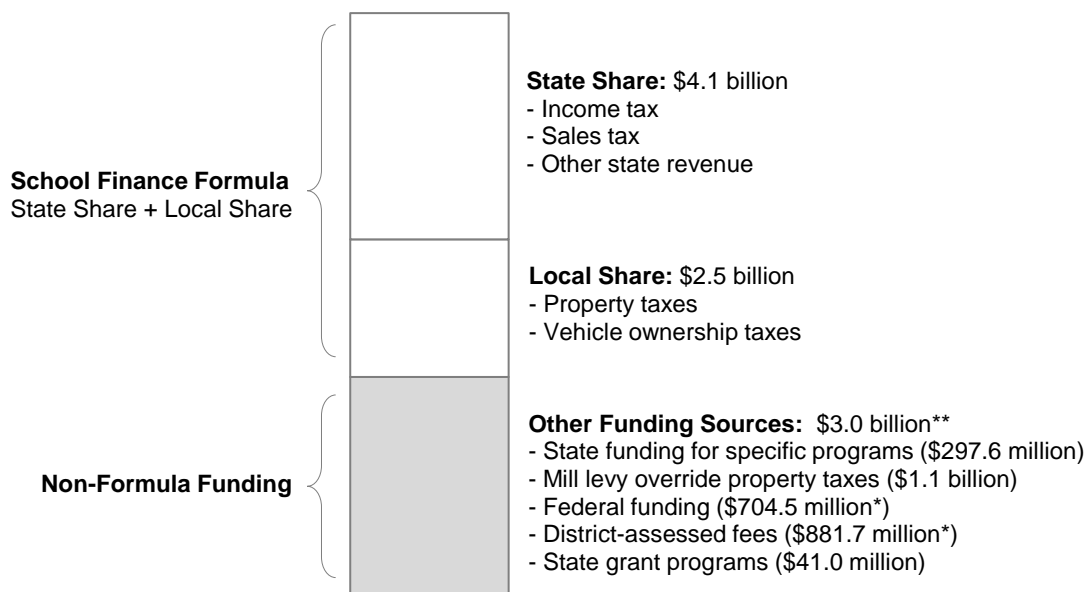 State Share: $4.1 billion
- Income tax
- Sales tax
- Other state revenue
School Finance Formula
State Share + Local Share
Local Share: $2.5 billion
- Property taxes
- Vehicle ownership taxes
Other Funding Sources: $3.0 billion**
- State funding for specific programs ($297.6 million)
- Mill levy override property taxes ($1.1 billion)
- Federal funding ($704.5 million*)
- District-assessed fees ($881.7 million*)
- State grant programs ($41.0 million)
Non-Formula Funding